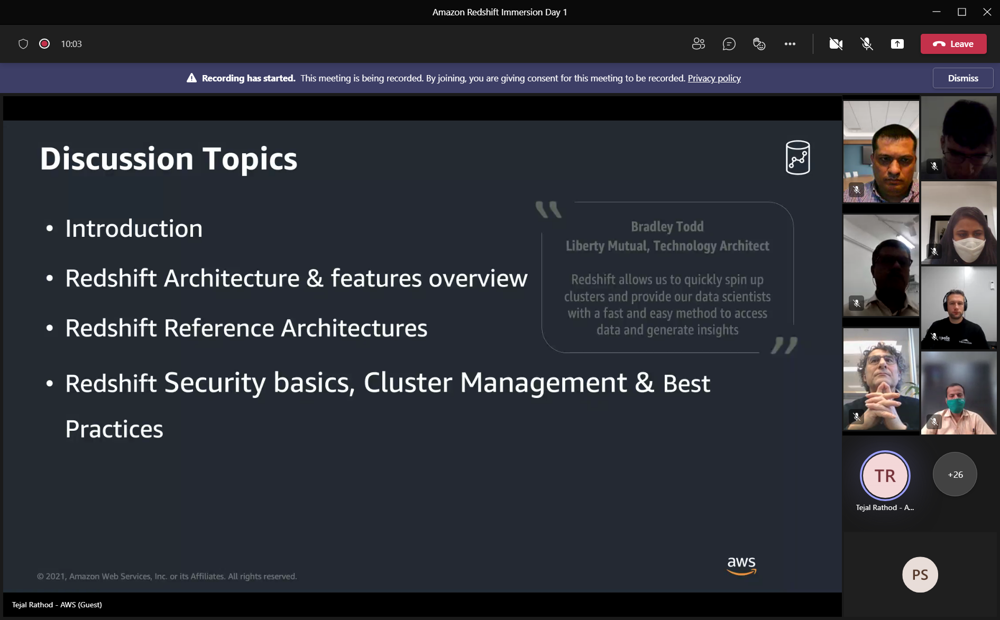 Amazon Redshift Immersion Day 1
10:03
Leave
Recording has started. This meeting is being recorded. By joining, you are giving consent for this meeting to be recorded. Privacy policy
Dismiss
Discussion Topics
• Introduction
• Redshift Architecture & features overview
• Redshift Reference Architectures
• Redshift Security basics, Cluster Management & Best
Practices
“
Bradley Todd
Liberty Mutual, Technology Architect
Redshift allows us to quickly spin up
clusters and provide our data scientists
with a fast and easy method to access
data and generate insights
”
© 2021, Amazon Web Services, Inc. or its Affiliates. All rights reserved.
aws
Tejal Rathod - AWS (Guest)
TR
Tejal Rathod - A...
+26
PS